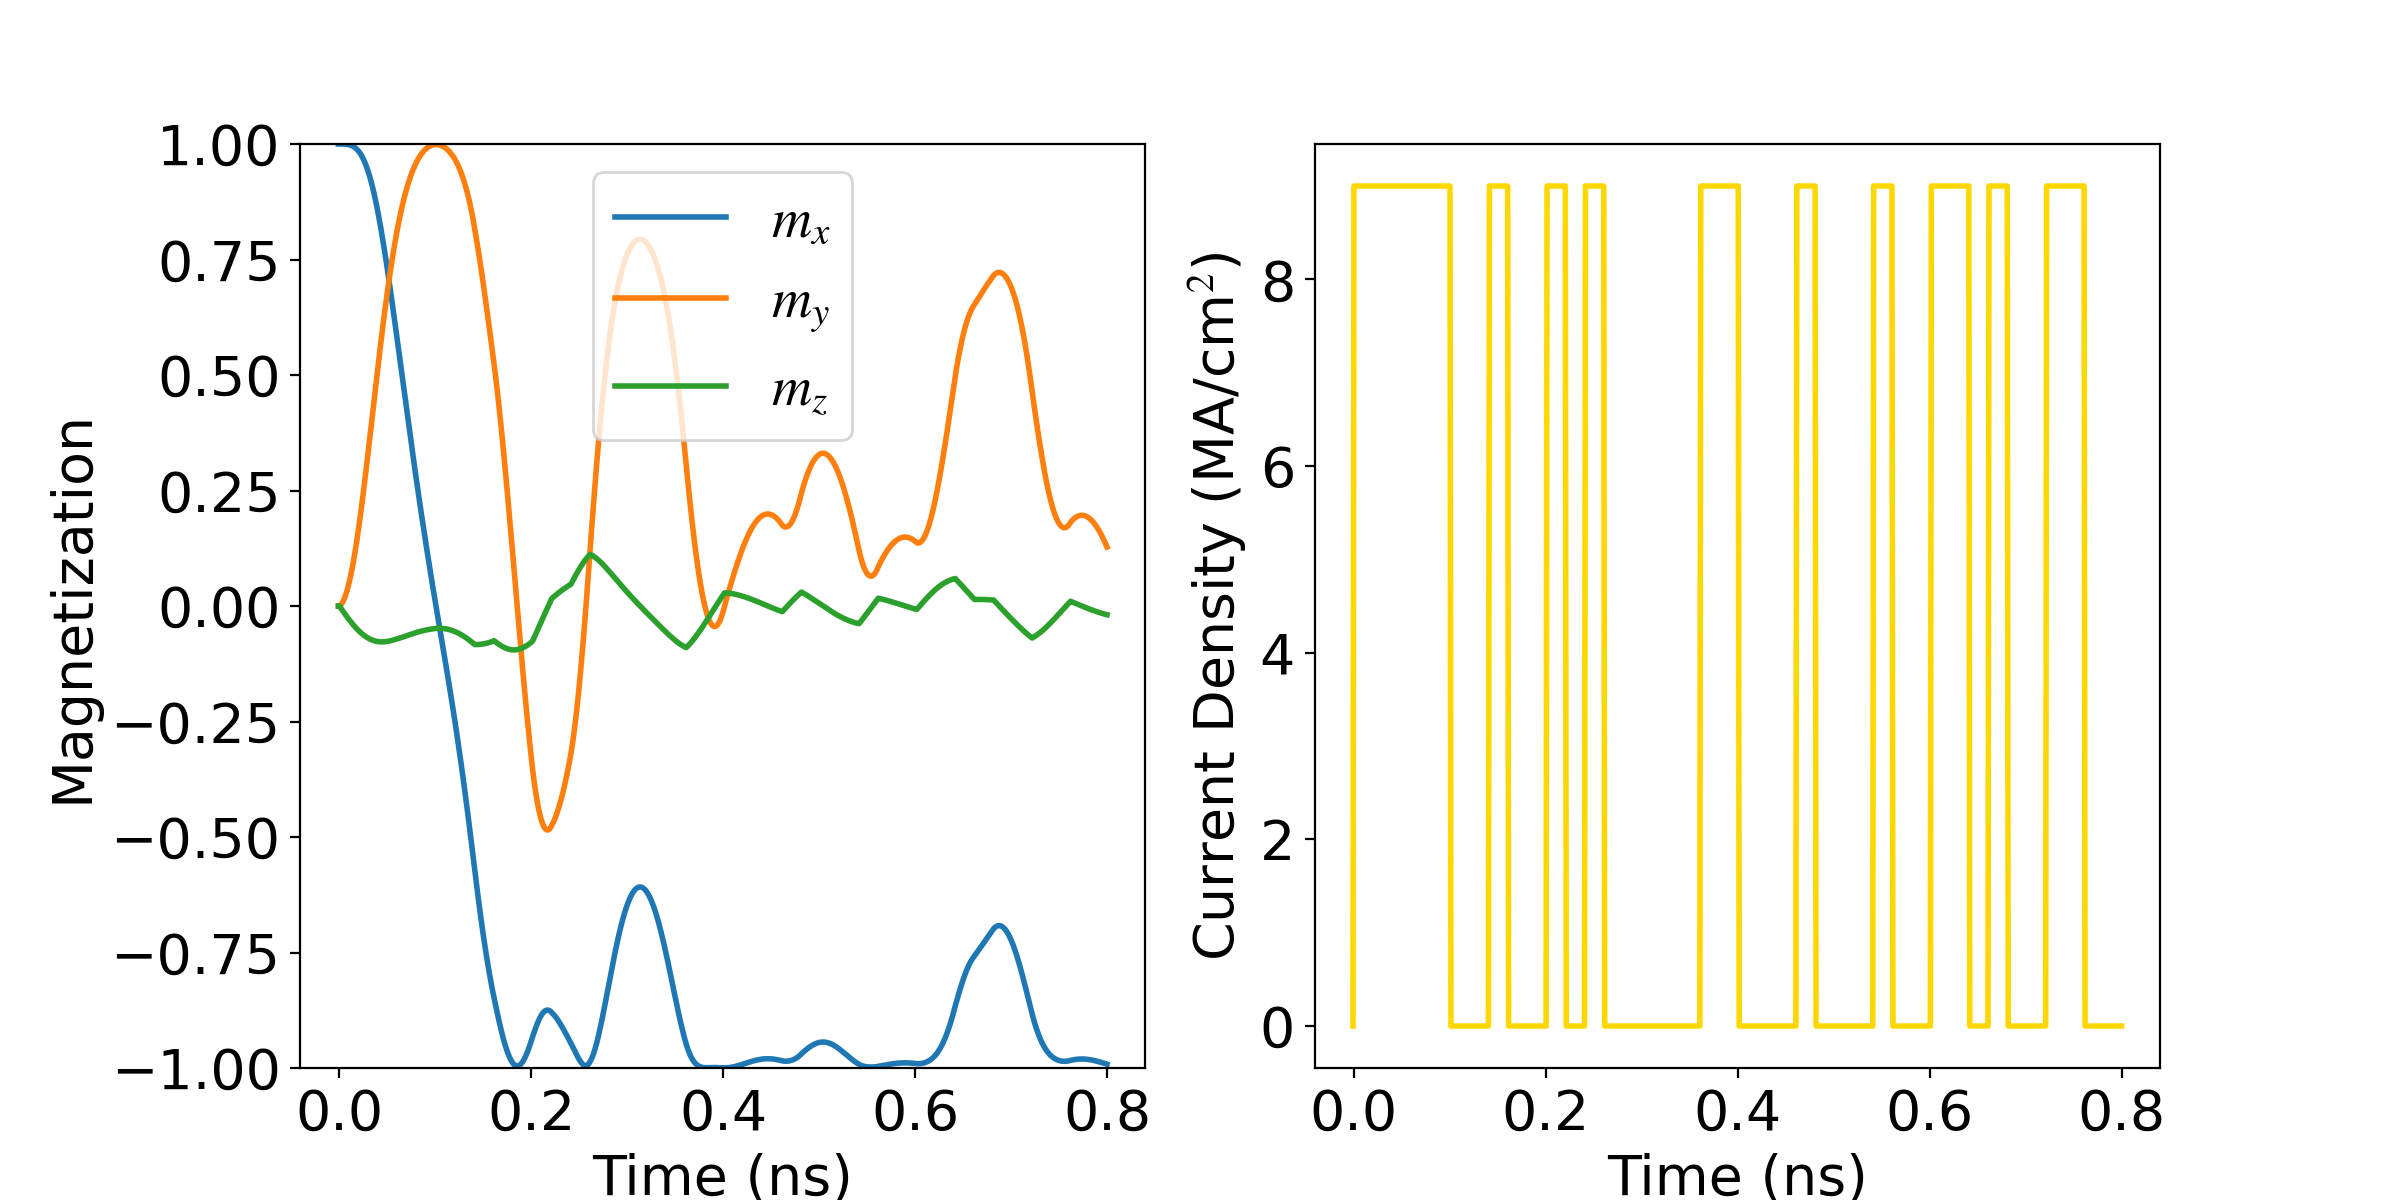 Magnetization
1.00
0.75
0.50
0.25
0.00
−0.25
−0.50
−0.75
−1.00
0.0 0.2 0.4 0.6 0.8
Time (ns)
m_x
m_y
m_z
Current Density (MA/cm²)
8
6
4
2
0
0.0 0.2 0.4 0.6 0.8
Time (ns)